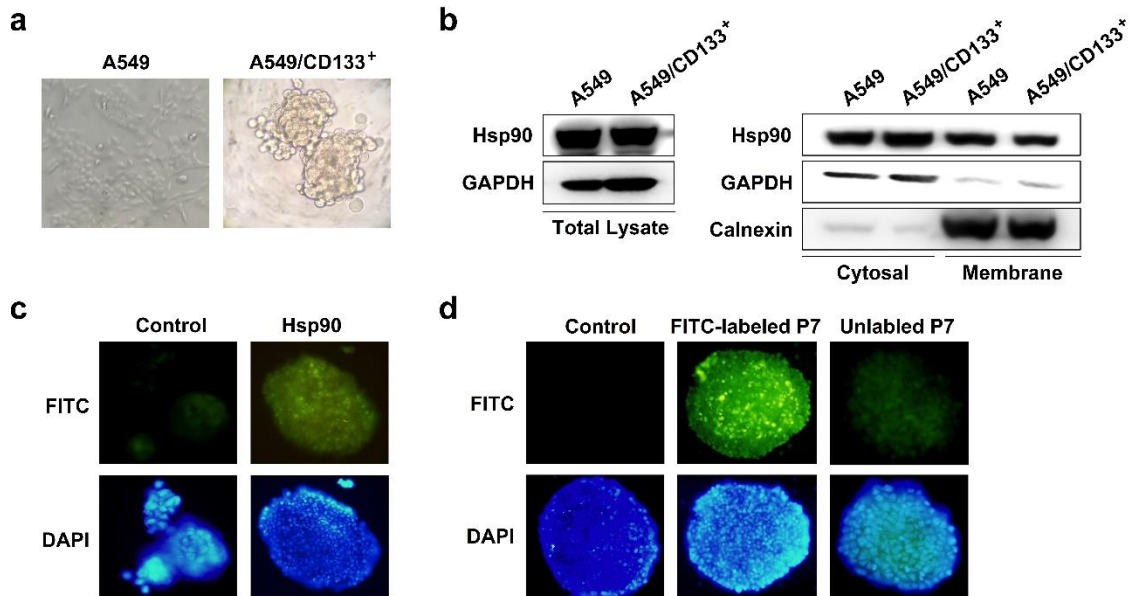 a
A549
A549/CD133+
b
A549
A549/CD133+
Hsp90
GAPDH
Total Lysate
A549
A549/CD133+
A549
A549/CD133+
Hsp90
GAPDH
Calnexin
Cytosal
Membrane
c
Control
Hsp90
FITC
DAPI
d
Control
FITC-labeled P7
Unlabled P7
FITC
DAPI